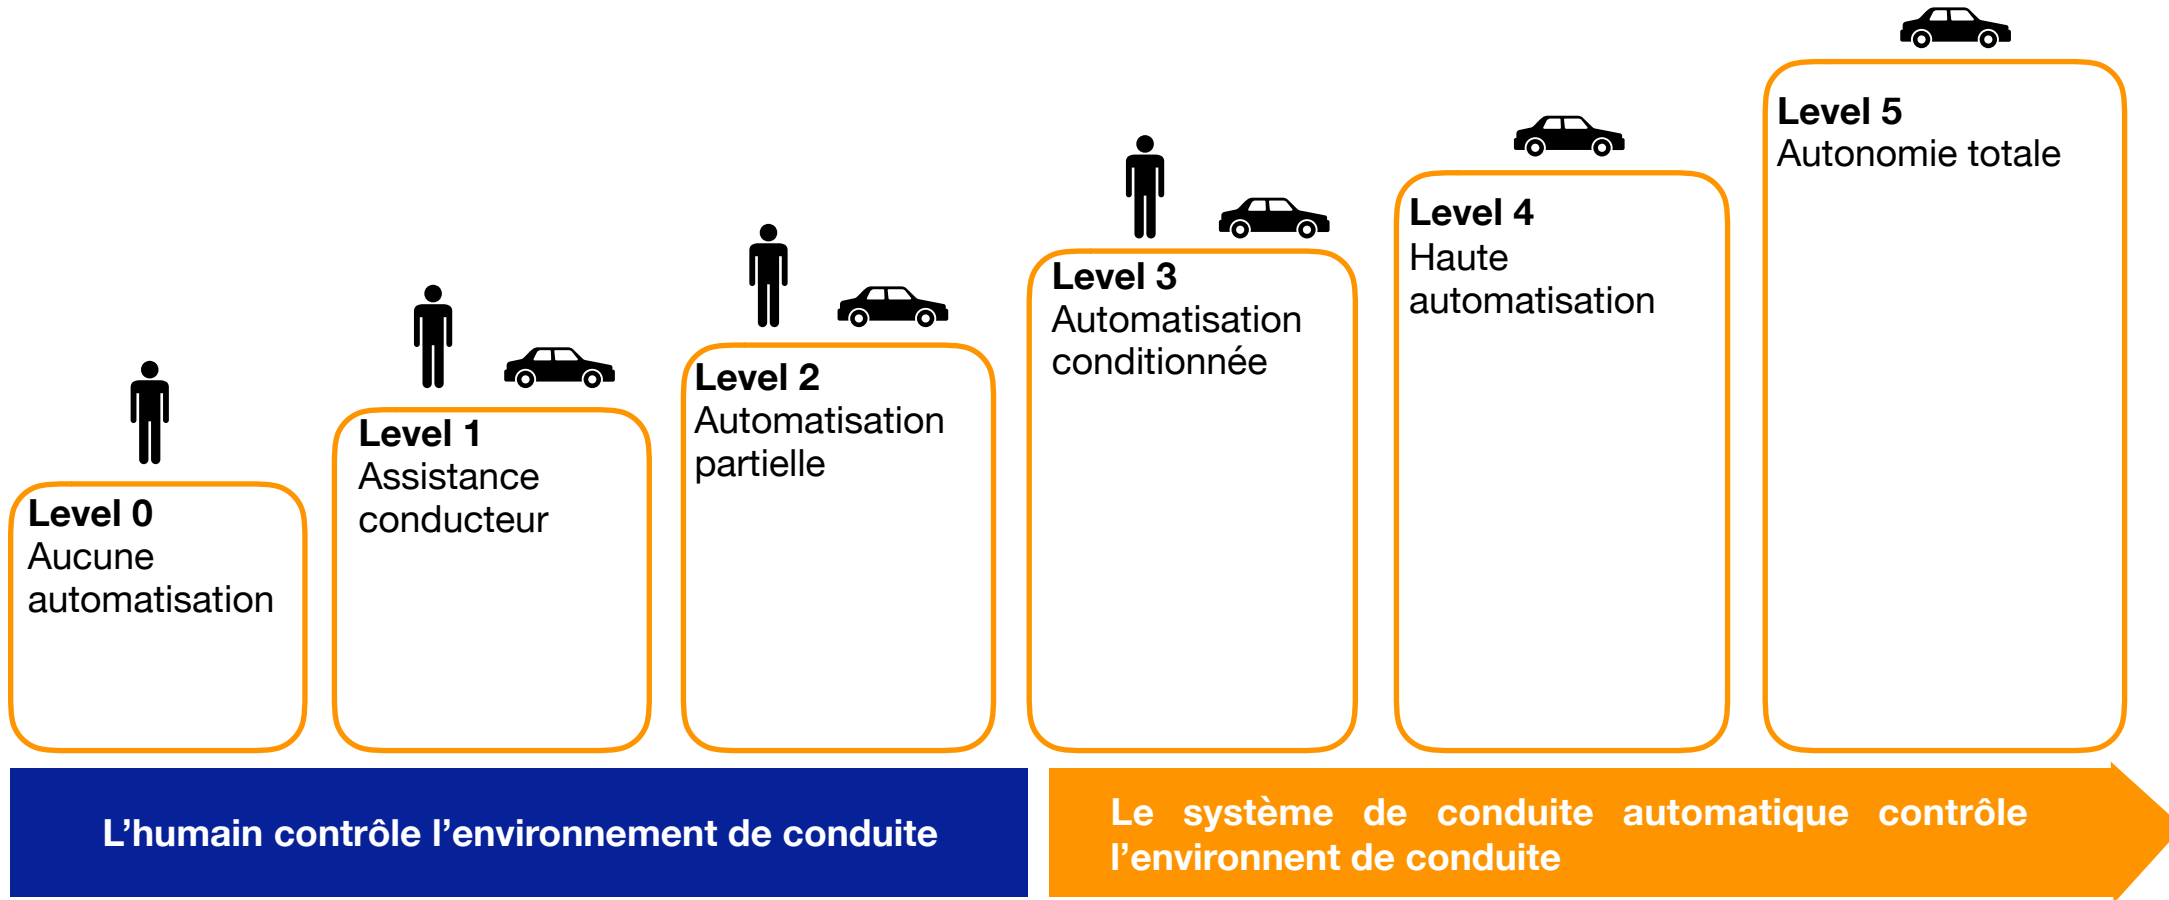 Level 0
Aucune
automatisation
Level 1
Assistance
conducteur
Level 2
Automatisation
partielle
Level 3
Automatisation
conditionnée
Level 4
Haute
automatisation
Level 5
Autonomie totale
L’humain contrôle l’environnement de conduite
Le système de conduite automatique contrôle
l’environnent de conduite